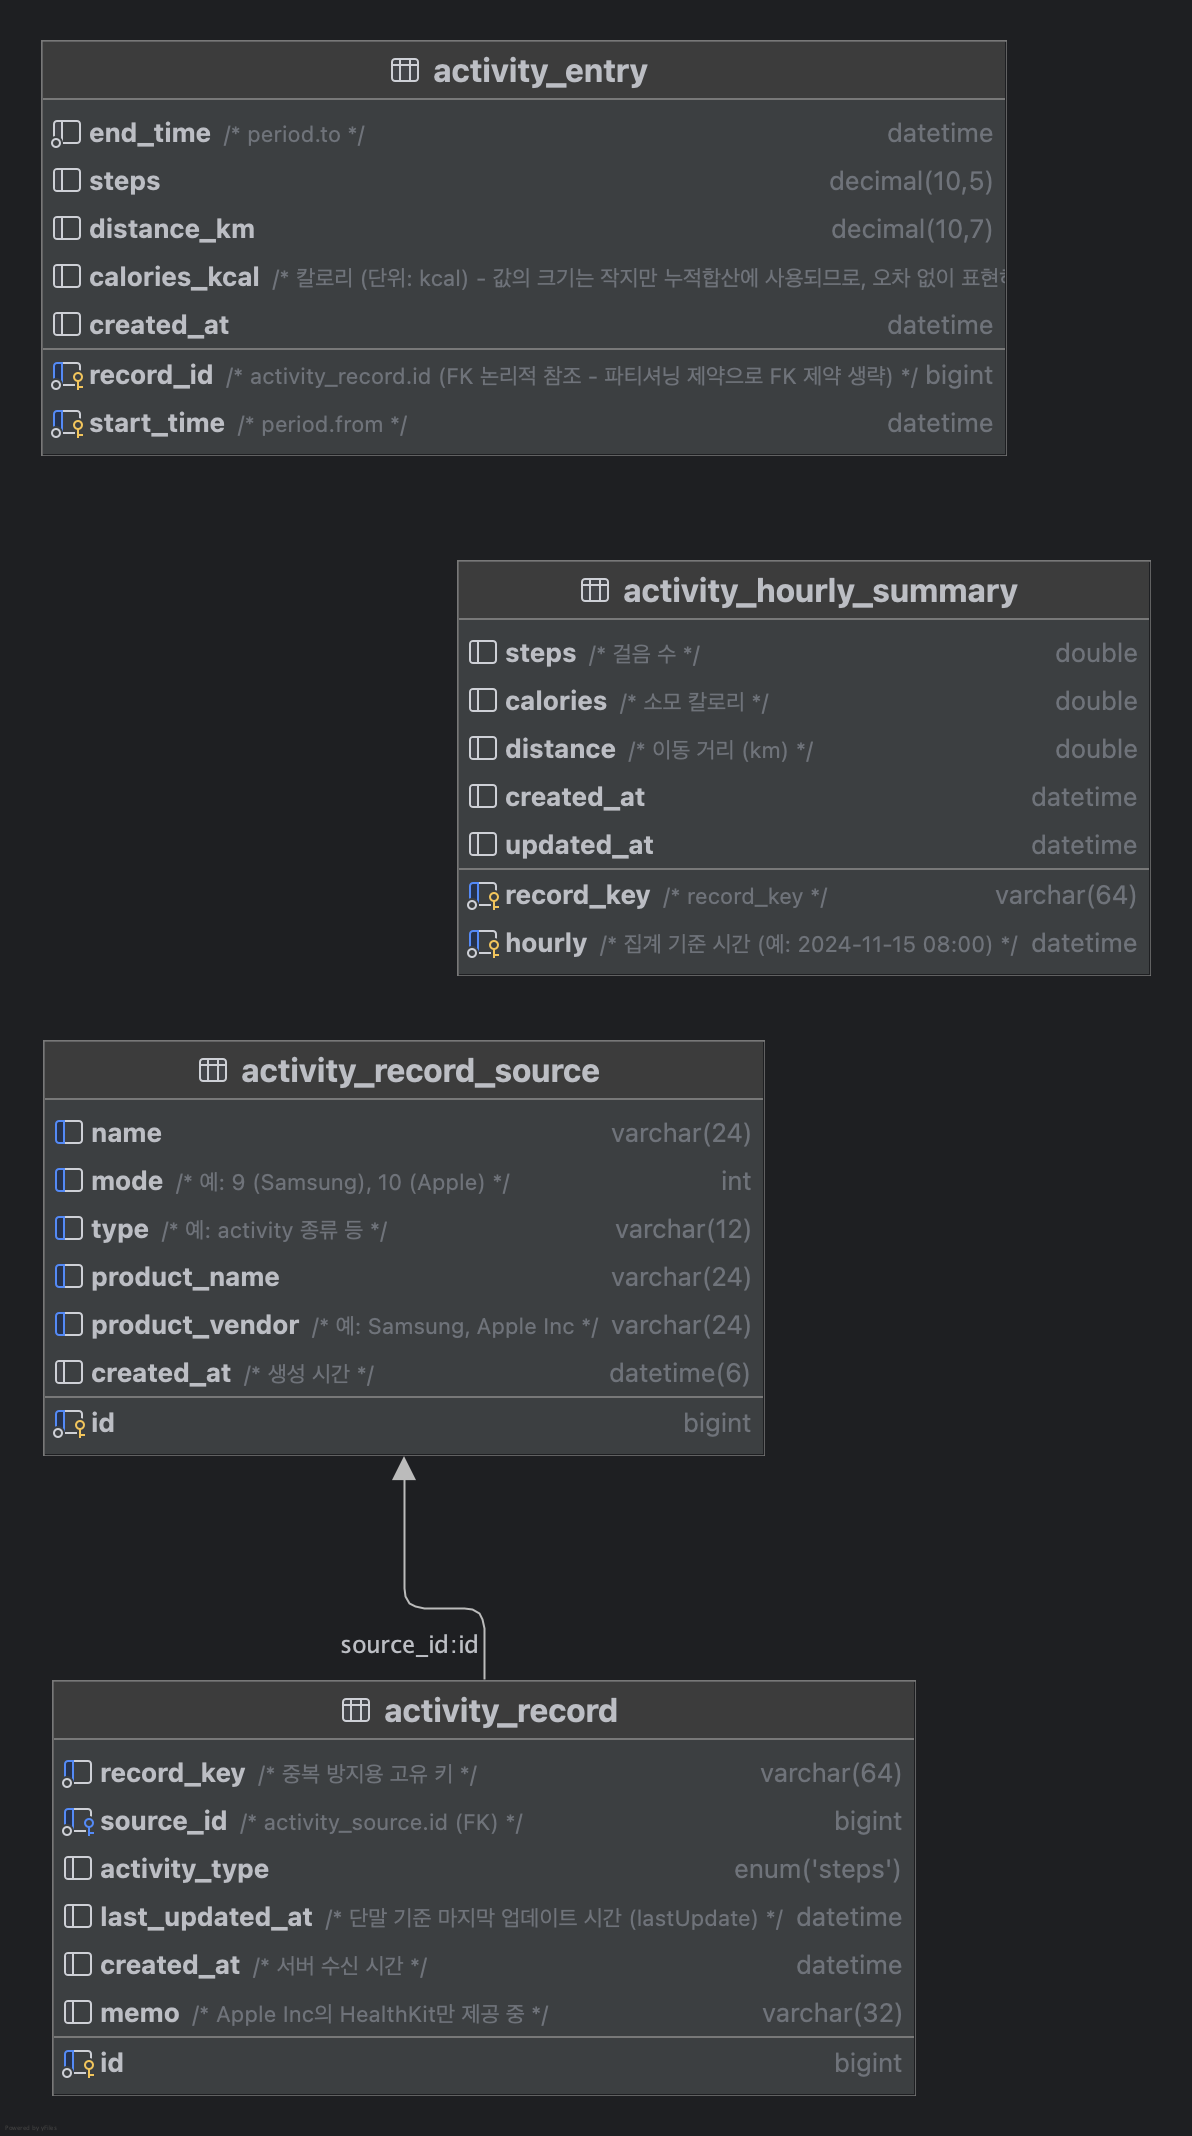 activity_entry
end_time /* period.to */ datetime
steps decimal(10,5)
distance_km decimal(10,7)
calories_kcal /* 칼로리 (단위: kcal) - 값의 크기는 작지만 누적합산에 사용되므로, 오차 없이 표현
created_at datetime
record_id /* activity_record.id (FK 논리적 참조 - 파티셔닝 제약으로 FK 제약 생략) */ bigint
start_time /* period.from */ datetime
activity_hourly_summary
steps /* 걸음 수 */ double
calories /* 소모 칼로리 */ double
distance /* 이동 거리 (km) */ double
created_at datetime
updated_at datetime
record_key /* record_key */ varchar(64)
hourly /* 집계 기준 시간 (예: 2024-11-15 08:00) */ datetime
activity_record_source
name varchar(24)
mode /* 예: 9 (Samsung), 10 (Apple) */ int
type /* 예: activity 종류 등 */ varchar(12)
product_name varchar(24)
product_vendor /* 예: Samsung, Apple Inc */ varchar(24)
created_at /* 생성 시간 */ datetime(6)
id bigint
source_id:id
activity_record
record_key /* 중복 방지용 고유 키 */ varchar(64)
source_id /* activity_source.id (FK) */ bigint
activity_type enum('steps')
last_updated_at /* 단말 기준 마지막 업데이트 시간 (lastUpdate) */ datetime
created_at /* 서버 수신 시간 */ datetime
memo /* Apple Inc의 HealthKit만 제공 중 */ varchar(32)
id bigint